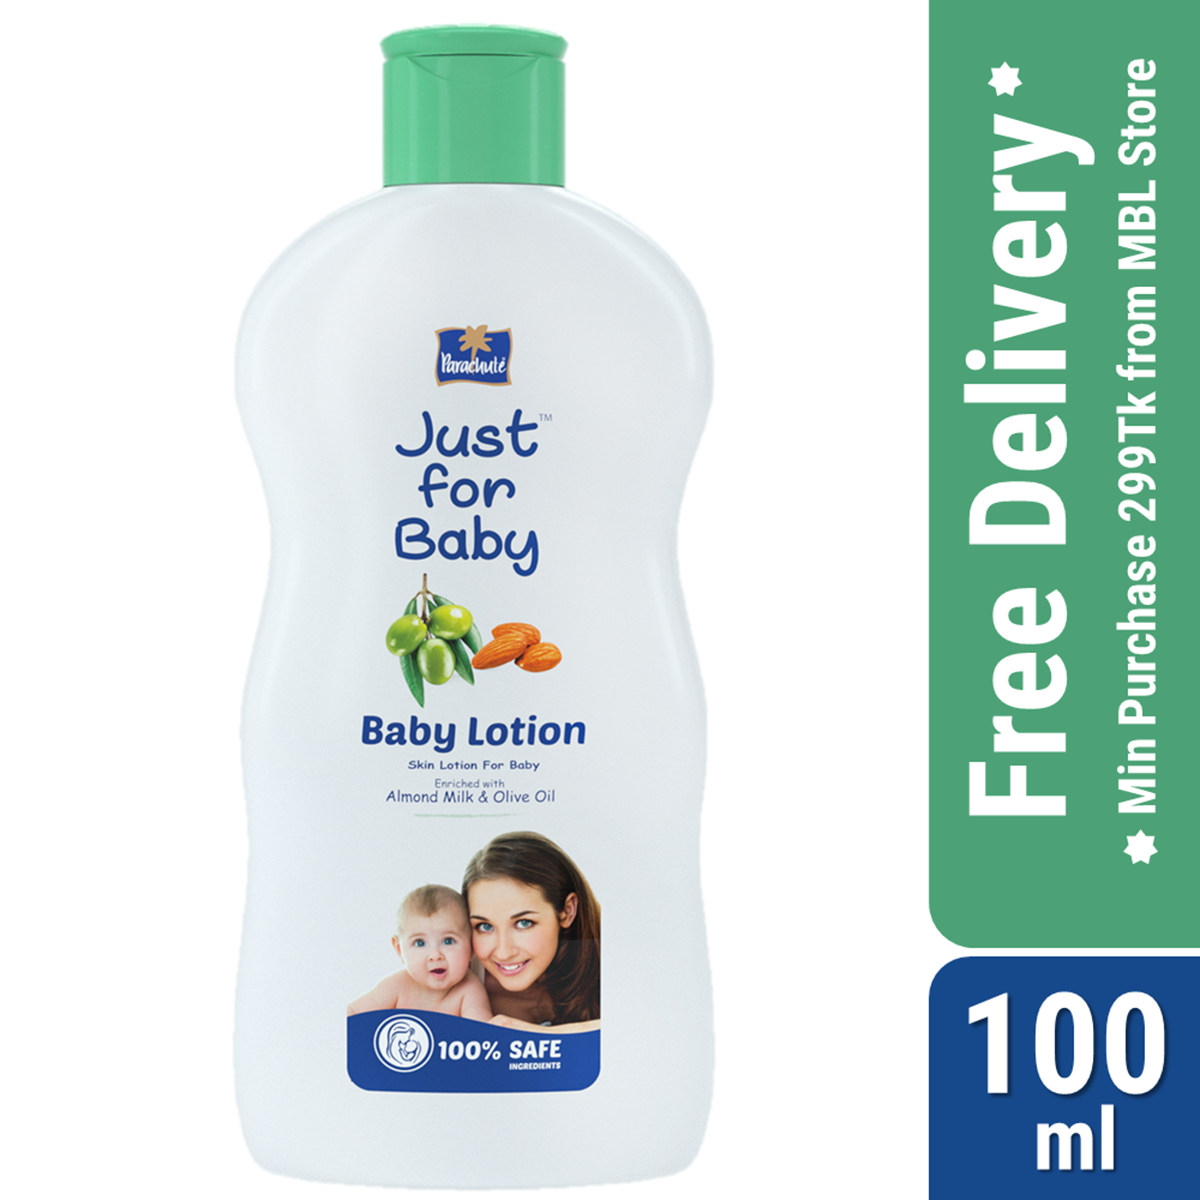 Parachutē
Just™
for
Baby
Baby Lotion
Skin Lotion For Baby
Enriched with
Almond Milk & Olive Oil
100% SAFE
INGREDIENTS
Free Delivery
Min Purchase 299Tk from MBL Store
100
ml